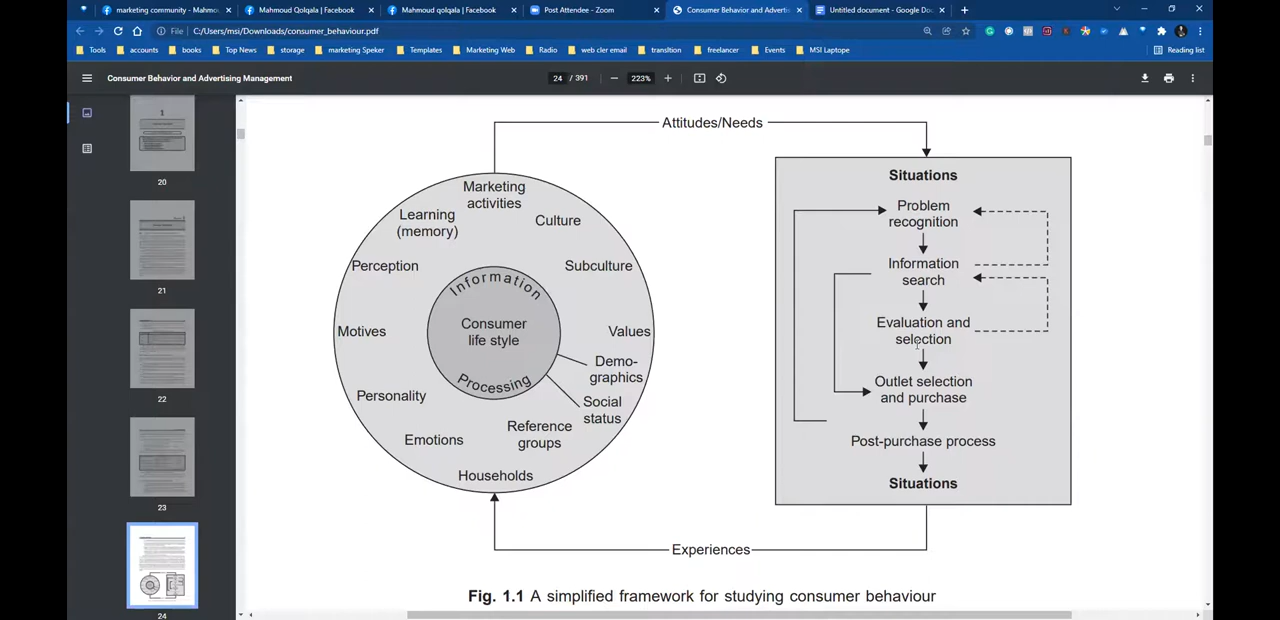 marketing community - Mahmo
Mahmoud Qolqala | Facebook
Mahmoud qolqala | Facebook
Post Attendee - Zoom
Consumer Behavior and Adverti
Untitled document - Google Do
File
C:/Users/msi/Downloads/consumer_behaviour.pdf
Tools
accounts
books
Top News
storage
marketing Speker
Templates
Marketing Web
Radio
web cler email
transltion
freelancer
Events
MSI Laptope
Reading list
Consumer Behavior and Advertising Management
24 / 391
223%
20
21
22
23
24
Attitudes/Needs
Marketing
activities
Learning
(memory)
Culture
Perception
Subculture
Information
Consumer
life style
Processing
Motives
Values
Demo-
graphics
Personality
Social
status
Emotions
Reference
groups
Households
Situations
Problem
recognition
Information
search
Evaluation and
selection
Outlet selection
and purchase
Post-purchase process
Situations
Experiences
Fig. 1.1 A simplified framework for studying consumer behaviour